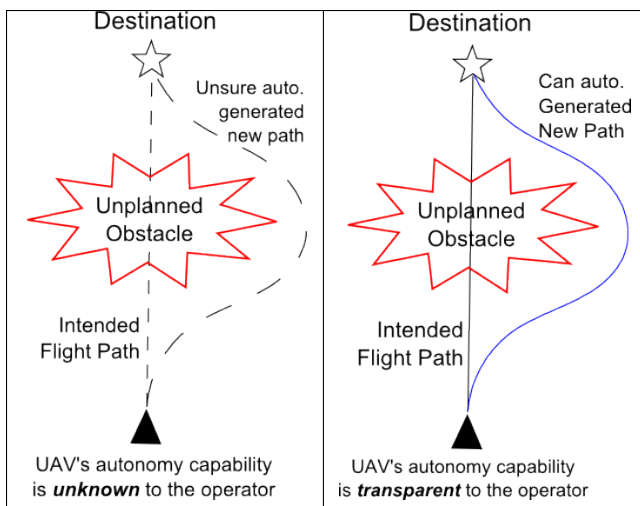 Destination
Unsure auto.
generated
new path
Unplanned
Obstacle
Intended
Flight Path
UAV's autonomy capability
is unknown to the operator
Destination
Can auto.
Generated
New Path
Unplanned
Obstacle
Intended
Flight Path
UAV's autonomy capability
is transparent to the operator